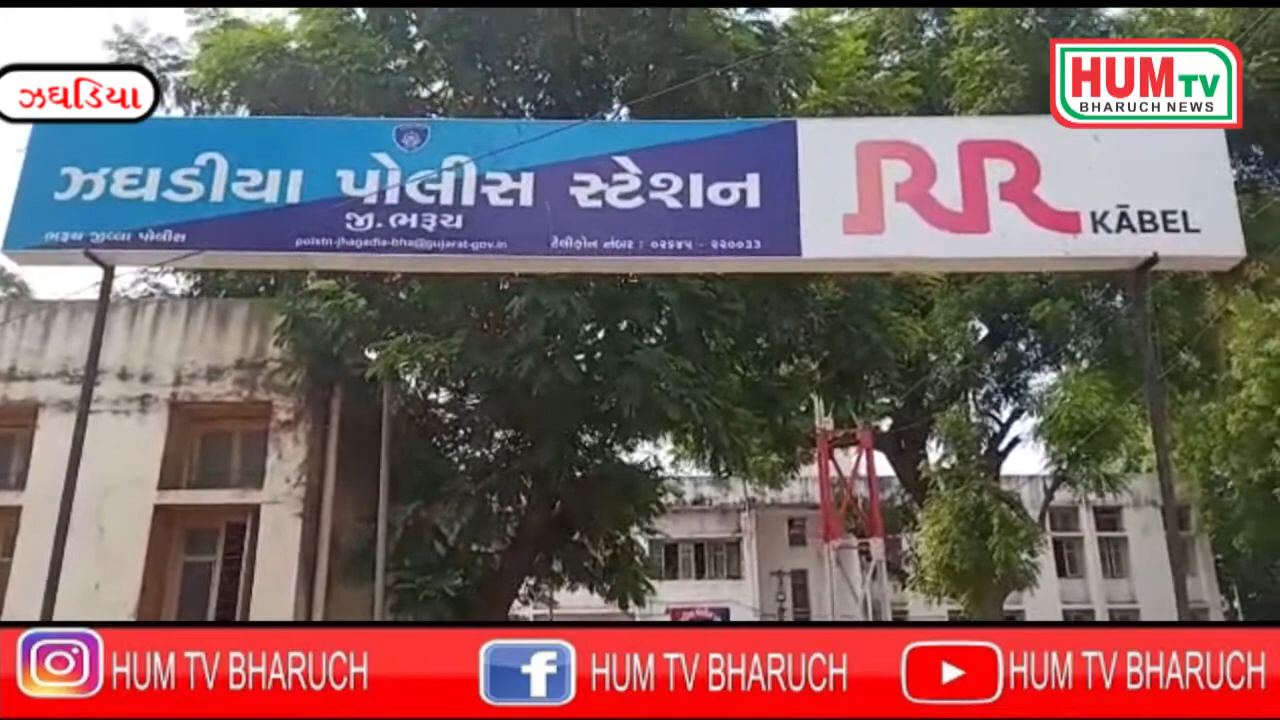 ઝઘડિયા
HUM TV
BHARUCH NEWS
ઝઘડીયા પોલીસ સ્ટેશન
જી. ભરૂચ
ભરૂચ જીલ્લા પોલીસ
polstn-jhagadia-bha@gujarat-gov.in
ટેલીફોન નંબર : ૦૨૬૪૫ - ૨૨૦૦૩૩
RR KĀBEL
HUM TV BHARUCH
HUM TV BHARUCH
HUM TV BHARUCH